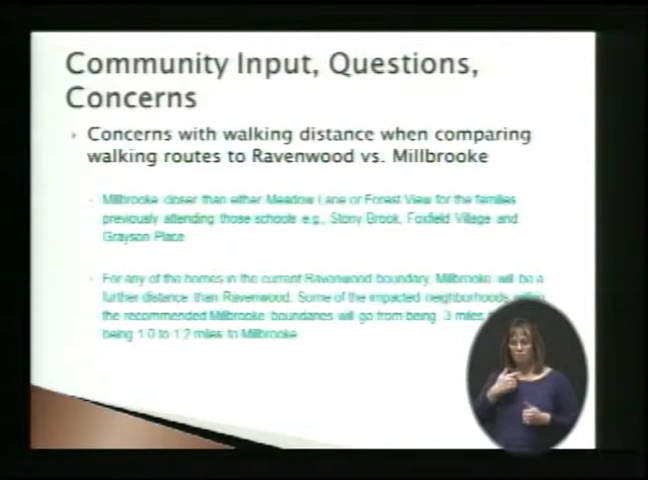 Community Input, Questions,
Concerns
Concerns with walking distance when comparing
walking routes to Ravenwood vs. Millbrooke
Millbrooke closer than either Meadow Lane or Forest View for the families
previously attending those schools e.g., Stony Brook, Foxfield Village and
Grayson Place
For any of the homes in the current Ravenwood boundary, Millbrooke will be a
further distance than Ravenwood. Some of the impacted neighborhoods
the recommended Millbrooke boundaries will go from being .3 miles
being 1.0 to 1.2 miles to Millbrooke